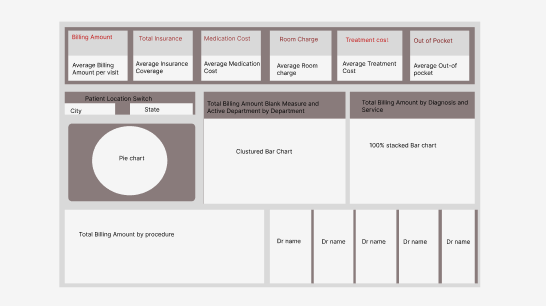 Billing Amount
Total Insurance
Medication Cost
Room Charge
Treatment cost
Out of Pocket
Average Billing
Amount per visit
Average Insurance
Coverage
Average Medication
Cost
Average Room
charge
Average Treatment
Cost
Average Out-of
pocket
Patient Location Switch
City
State
Pie chart
Total Billing Amount Blank Measure and
Active Department by Department
Clustured Bar Chart
Total Billing Amount by Diagnosis and
Service
100% stacked Bar chart
Total Billing Amount by procedure
Dr name
Dr name
Dr name
Dr name
Dr name